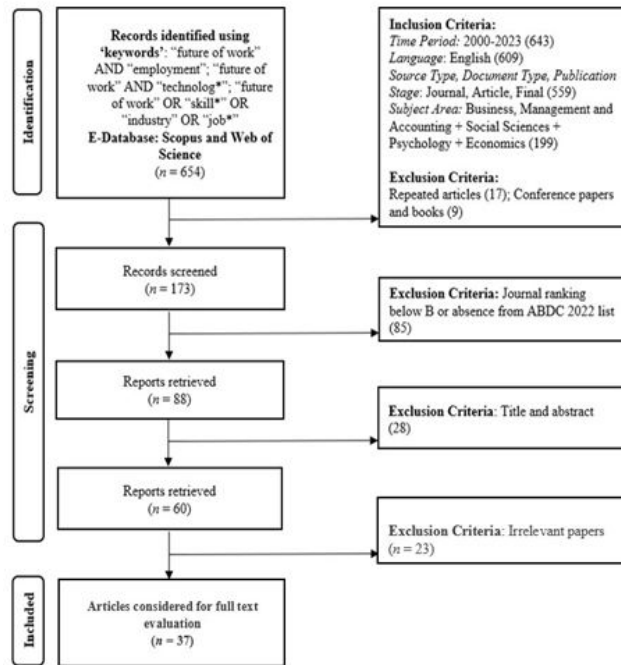 Identification
Records identified using
‘keywords’: “future of work”
AND “employment”; “future
of work” AND “technolog*”; “future
of work” OR “skill*” OR
“industry” OR “job*”
E-Database: Scopus and Web of
Science
(n = 654)
Inclusion Criteria:
Time Period: 2000-2023 (643)
Language: English (609)
Source Type, Document Type, Publication
Stage: Journal, Article, Final (559)
Subject Area: Business, Management and
Accounting + Social Sciences +
Psychology + Economics (199)
Exclusion Criteria:
Repeated articles (17); Conference papers
and books (9)
Screening
Records screened
(n = 173)
Exclusion Criteria: Journal ranking
below B or absence from ABDC 2022 list
(85)
Reports retrieved
(n = 88)
Exclusion Criteria: Title and abstract
(28)
Reports retrieved
(n = 60)
Exclusion Criteria: Irrelevant papers
(n = 23)
Included
Articles considered for full text
evaluation
(n = 37)